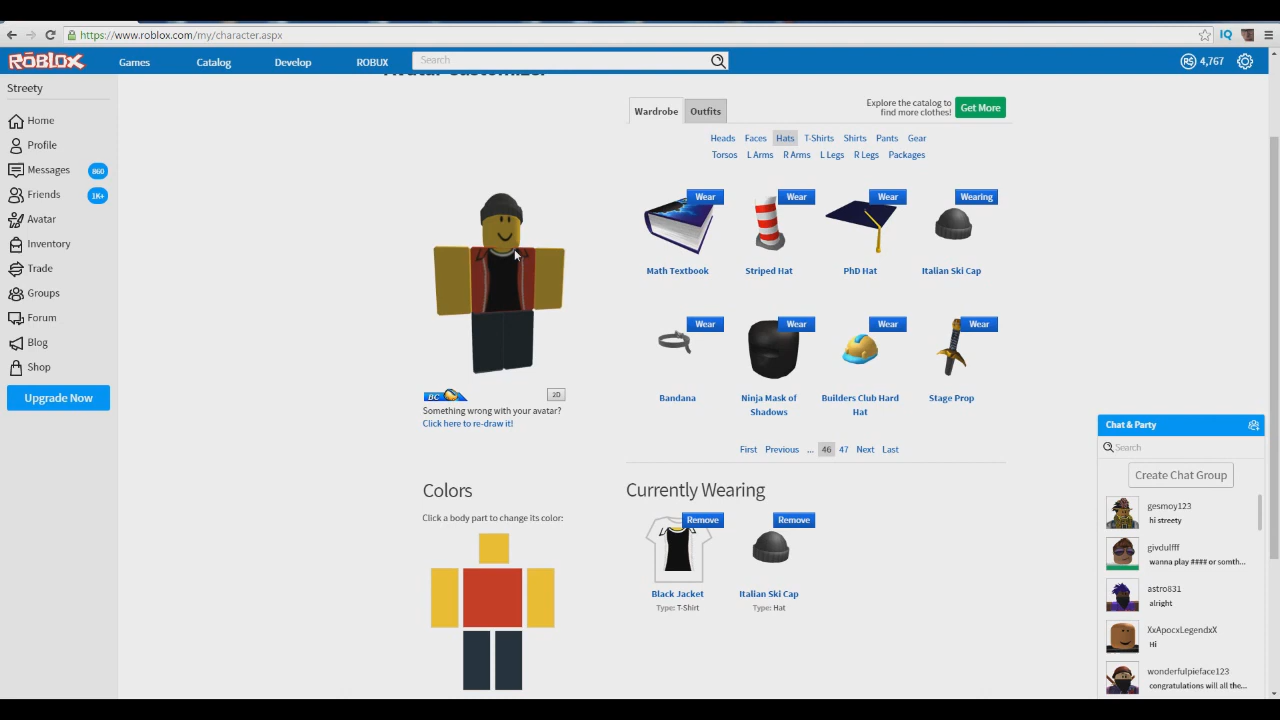 https://www.roblox.com/my/character.aspx
IQ
ROBLOX
Games
Catalog
Develop
ROBUX
Search
R$ 4,767
Streety
Avatar Customizer
Home
Profile
Messages 860
Friends 1K+
Avatar
Inventory
Trade
Groups
Forum
Blog
Shop
Upgrade Now
Wardrobe
Outfits
Explore the catalog to
find more clothes!
Get More
Heads Faces Hats T-Shirts Shirts Pants Gear
Torsos L Arms R Arms L Legs R Legs Packages
Wear
Wear
Wear
Wearing
Math Textbook
Striped Hat
PhD Hat
Italian Ski Cap
Wear
Wear
Wear
Wear
Bandana
Ninja Mask of
Shadows
Builders Club Hard
Hat
Stage Prop
BC
2D
Something wrong with your avatar?
Click here to re-draw it!
First Previous ... 46 47 Next Last
Colors
Click a body part to change its color:
Currently Wearing
Remove
Remove
Black Jacket
Type: T-Shirt
Italian Ski Cap
Type: Hat
Chat & Party
Search
Create Chat Group
gesmoy123
hi streety
givdulfff
wanna play #### or somth...
astro831
alright
XxApocxLegendxX
Hi
wonderfulpieface123
congratulations will all the...